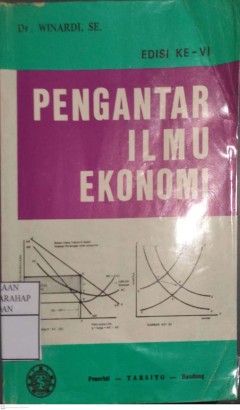 Dr. WINARDI, SE.
EDISI KE-VI
PENGANTAR
ILMU
EKONOMI
AAN
ARAHAP
AN
Penerbit — TARSITO — Bandung